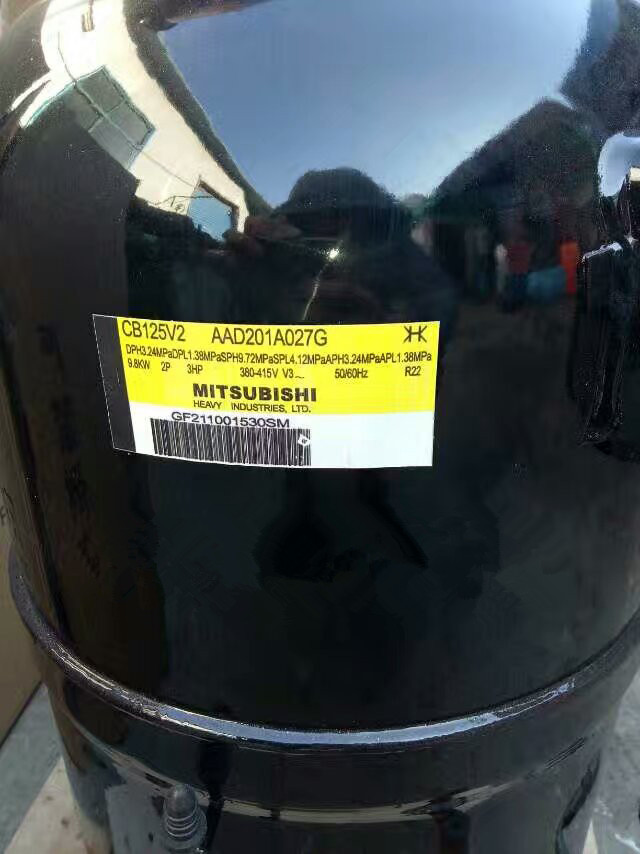 CB125V2 AAD201A027G
DPH3.24MPaDPL1.38MPaSPH9.72MPaSPL4.12MPaAPH3.24MPaAPL1.38MPa
9.8KW 2P 3HP 380-415V V3~ 50/60Hz R22
MITSUBISHI
HEAVY INDUSTRIES, LTD.
GF211001530SM